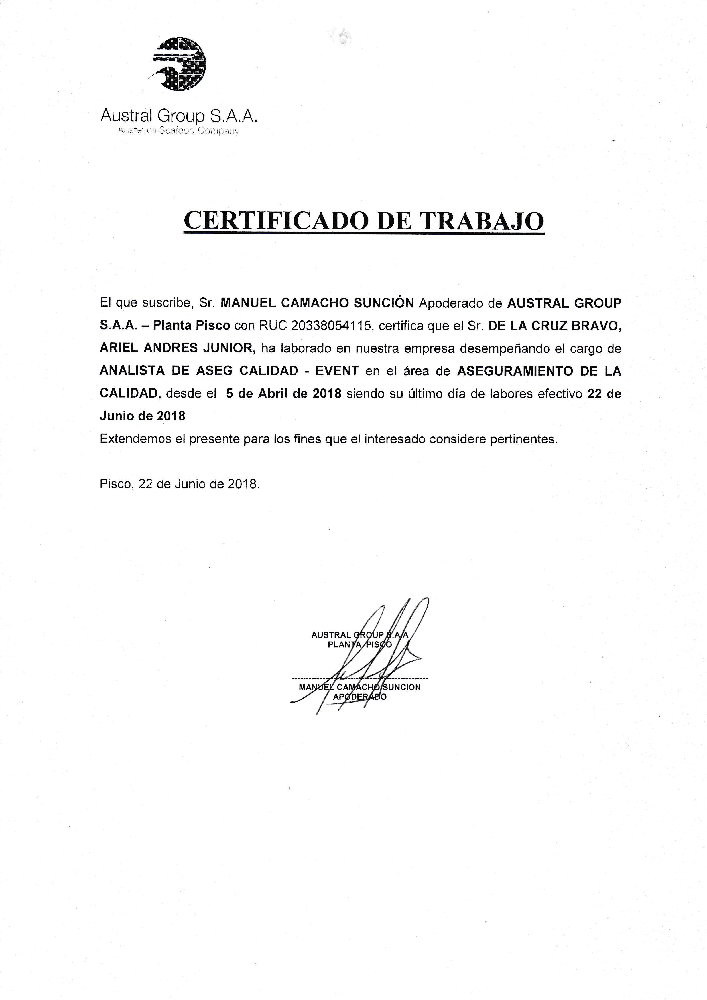 Austral Group S.A.A.
Austevoll Seafood Company
CERTIFICADO DE TRABAJO
El que suscribe, Sr. MANUEL CAMACHO SUNCIÓN Apoderado de AUSTRAL GROUP
S.A.A. – Planta Pisco con RUC 20338054115, certifica que el Sr. DE LA CRUZ BRAVO,
ARIEL ANDRES JUNIOR, ha laborado en nuestra empresa desempeñando el cargo de
ANALISTA DE ASEG CALIDAD - EVENT en el área de ASEGURAMIENTO DE LA
CALIDAD, desde el 5 de Abril de 2018 siendo su último día de labores efectivo 22 de
Junio de 2018
Extendemos el presente para los fines que el interesado considere pertinentes.
Pisco, 22 de Junio de 2018.
AUSTRAL GROUP S.A.A
PLANTA PISCO
MANUEL CAMACHO SUNCION
APODERADO